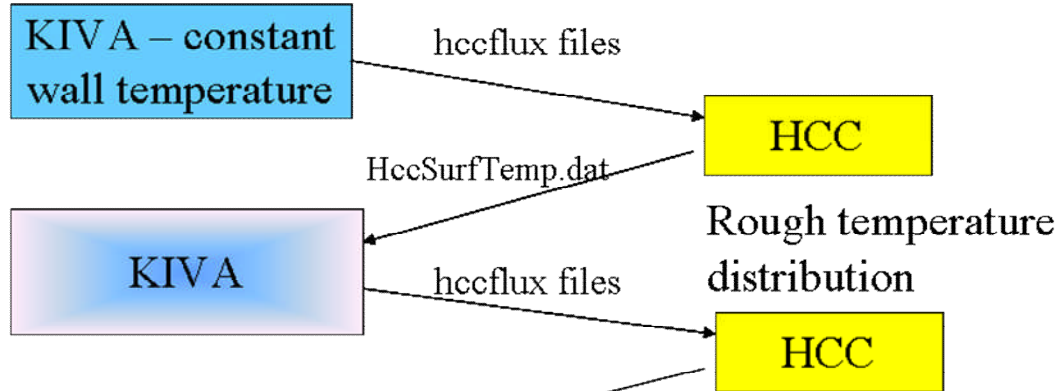 KIVA – constant
wall temperature
hccflux files
HCC
HccSurfTemp.dat
Rough temperature
distribution
KIVA
hccflux files
HCC